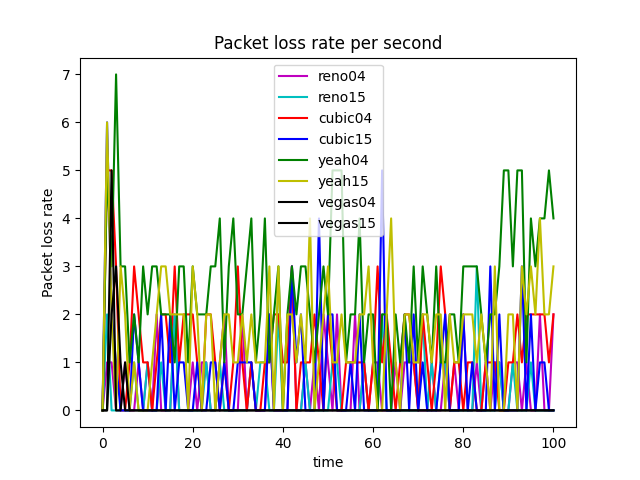 Packet loss rate per second
reno04
reno15
cubic04
cubic15
yeah04
yeah15
vegas04
vegas15
Packet loss rate
7
6
5
4
3
2
1
0
0 20 40 60 80 100
time